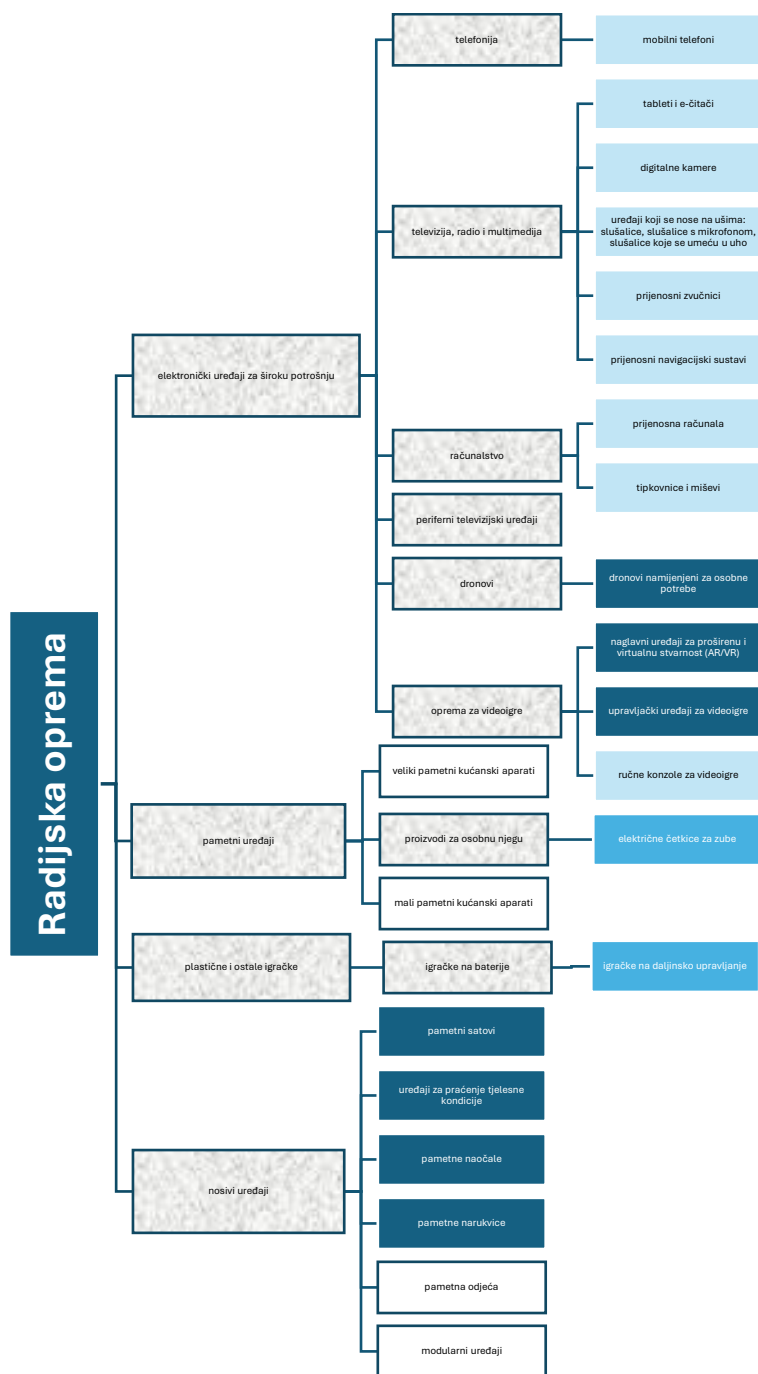 Radijska oprema
elektronički uređaji za široku potrošnju
telefonija
mobilni telefoni
televizija, radio i multimedija
tableti i e-čitači
digitalne kamere
uređaji koji se nose na ušima:
slušalice, slušalice s mikrofonom,
slušalice koje se umeću u uho
prijenosni zvučnici
prijenosni navigacijski sustavi
računalstvo
prijenosna računala
tipkovnice i miševi
periferni televizijski uređaji
dronovi
dronovi namijenjeni za osobne
potrebe
oprema za videoigre
naglavni uređaji za proširenu i
virtualnu stvarnost (AR/VR)
upravljački uređaji za videoigre
ručne konzole za videoigre
pametni uređaji
veliki pametni kućanski aparati
proizvodi za osobnu njegu
električne četkice za zube
mali pametni kućanski aparati
plastične i ostale igračke
igračke na baterije
igračke na daljinsko upravljanje
nosivi uređaji
pametni satovi
uređaji za praćenje tjelesne
kondicije
pametne naočale
pametne narukvice
pametna odjeća
modularni uređaji